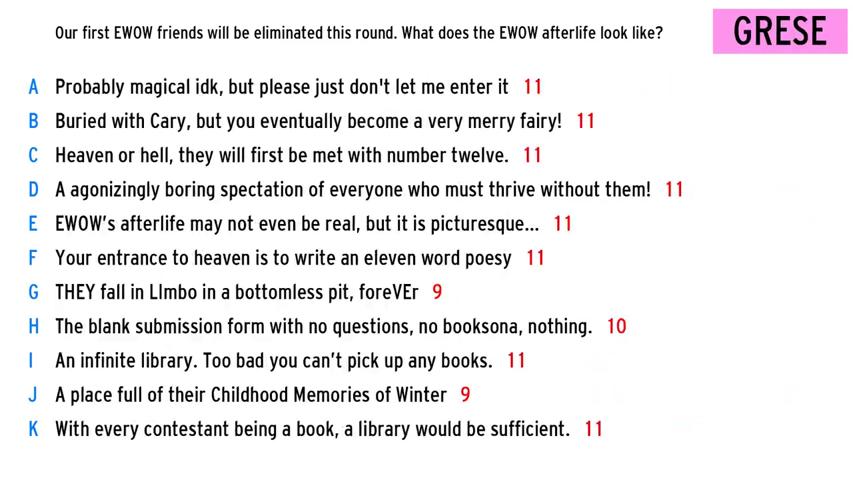 Our first EWOW friends will be eliminated this round. What does the EWOW afterlife look like?
GRESE
A Probably magical idk, but please just don't let me enter it 11
B Buried with Cary, but you eventually become a very merry fairy! 11
C Heaven or hell, they will first be met with number twelve. 11
D A agonizingly boring spectation of everyone who must thrive without them! 11
E EWOW’s afterlife may not even be real, but it is picturesque... 11
F Your entrance to heaven is to write an eleven word poesy 11
G THEY fall in LImbo in a bottomless pit, foreVEr 9
H The blank submission form with no questions, no booksona, nothing. 10
I An infinite library. Too bad you can’t pick up any books. 11
J A place full of their Childhood Memories of Winter 9
K With every contestant being a book, a library would be sufficient. 11